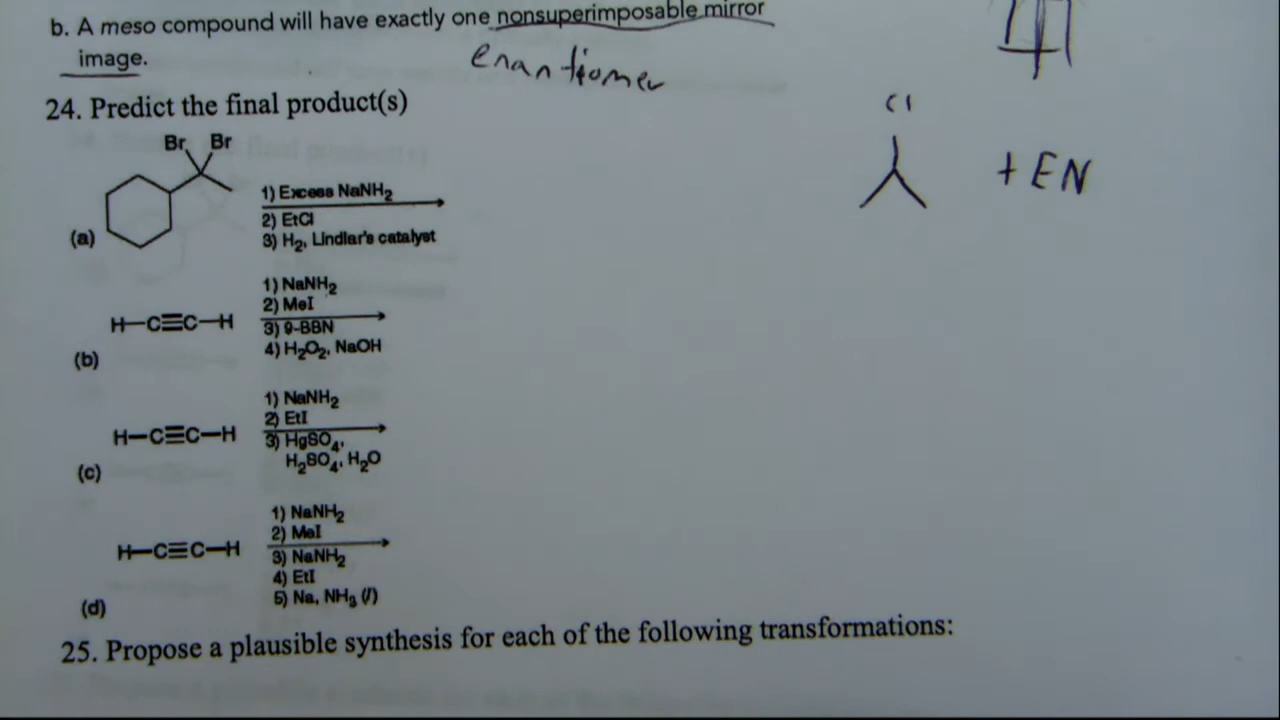 b. A meso compound will have exactly one nonsuperimposable mirror
image.
enantiomer
24. Predict the final product(s)
Br Br
1) Excess NaNH2
2) EtCl
3) H2, Lindlar's catalyst
(a)
H-C≡C-H
1) NaNH2
2) MeI
3) 9-BBN
4) H2O2, NaOH
(b)
H-C≡C-H
1) NaNH2
2) EtI
3) HgSO4,
H2SO4, H2O
(c)
H-C≡C-H
1) NaNH2
2) MeI
3) NaNH2
4) EtI
5) Na, NH3 (l)
(d)
Cl
+ EN
25. Propose a plausible synthesis for each of the following transformations: